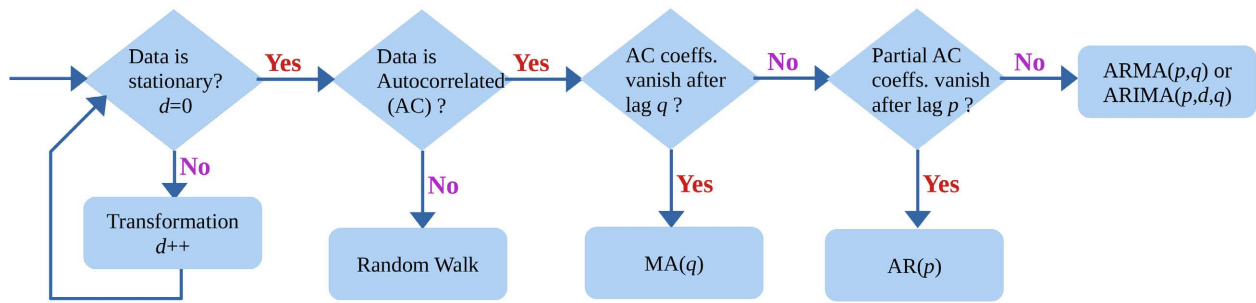 Data is
stationary?
d=0
Yes
Data is
Autocorrelated
(AC) ?
Yes
AC coeffs.
vanish after
lag q ?
No
Partial AC
coeffs. vanish
after lag p ?
No
ARMA(p,q) or
ARIMA(p,d,q)
No
No
Yes
Yes
Transformation
d++
Random Walk
MA(q)
AR(p)